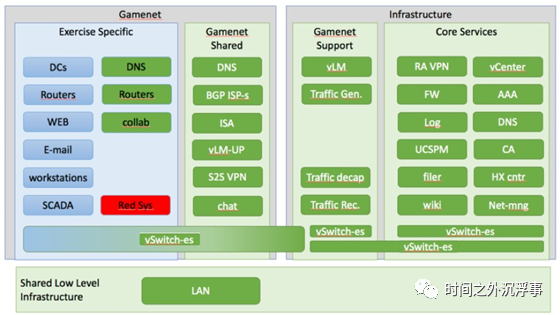 Gamenet
Infrastructure
Exercise Specific
Gamenet
Shared
Gamenet
Support
Core Services
DCs
DNS
DNS
vLM
RA VPN
vCenter
Routers
Routers
BGP ISP-s
Traffic Gen.
FW
AAA
WEB
collab
ISA
Log
DNS
E-mail
vLM-UP
UCSPM
CA
workstations
S2S VPN
Traffic decap
filer
HX cntr
SCADA
Red Sys
chat
Traffic Rec.
wiki
Net-mng
vSwitch-es
vSwitch-es
vSwitch-es
vSwitch-es
Shared Low Level
Infrastructure
LAN
时间之外沉浮事